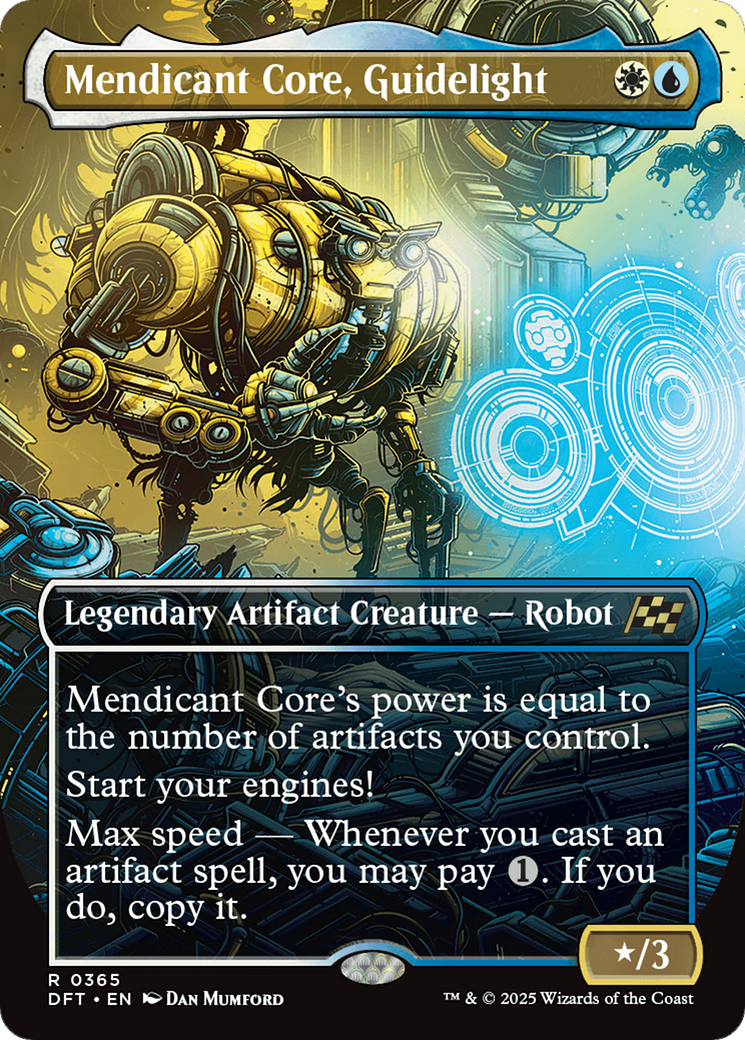 Mendicant Core, Guidelight
Legendary Artifact Creature — Robot
Mendicant Core's power is equal to
the number of artifacts you control.
Start your engines!
Max speed — Whenever you cast an
artifact spell, you may pay 1. If you
do, copy it.
★/3
R 0365
DFT • EN Dan Mumford
™ & © 2025 Wizards of the Coast